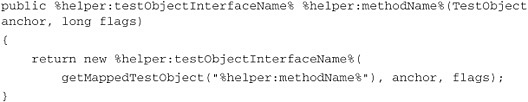 public %helper:testObjectInterfaceName% %helper:methodName%(TestObject
anchor, long flags)
{
    return new %helper:testObjectInterfaceName%(
        getMappedTestObject("%helper:methodName%"), anchor, flags);
}